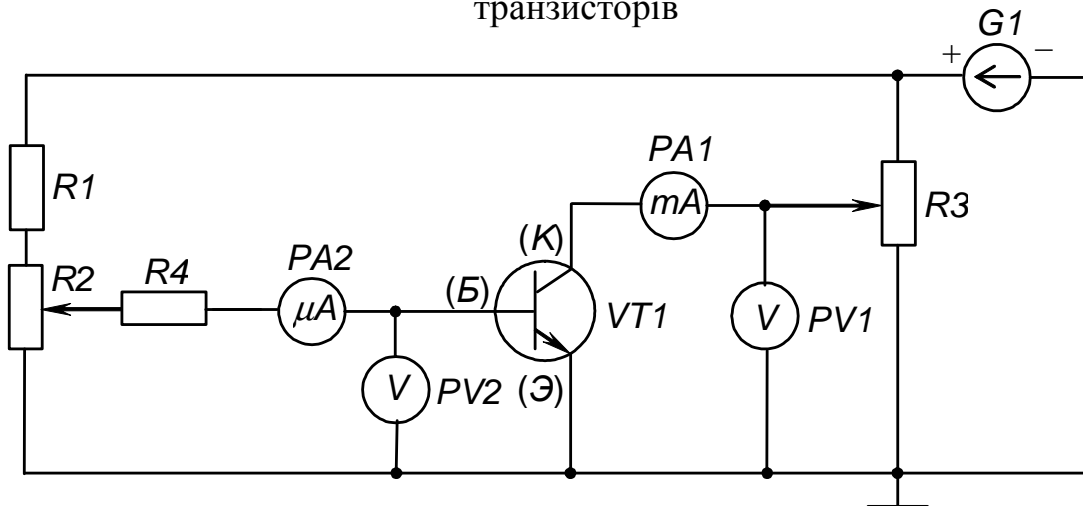 транзисторів
G1
+ −
R1
PA1
mA
R3
(К)
R2
R4
PA2
μA
(Б)
VT1
V
PV1
V
PV2
(Э)